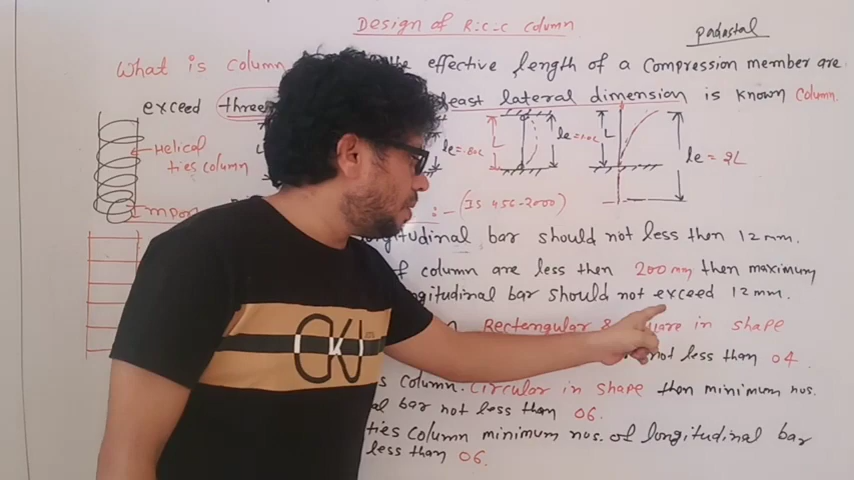 Design of R.C.C column
padastal
What is column the effective length of a compression member are
exceed three least lateral dimension is known Column.
L le = .80L L le = 1.0L L le = 2L
Helical
ties column
Impor :- (IS 456-2000)
longitudinal bar should not less then 12mm.
of column are less then 200 mm then maximum
longitudinal bar should not exceed 12mm.
Rectangular & square in shape
not less than 04
s column. Circular in shape then minimum nos.
al bar not less than 06.
ties column minimum nos. of longitudinal bar
less than 06.
CKJ